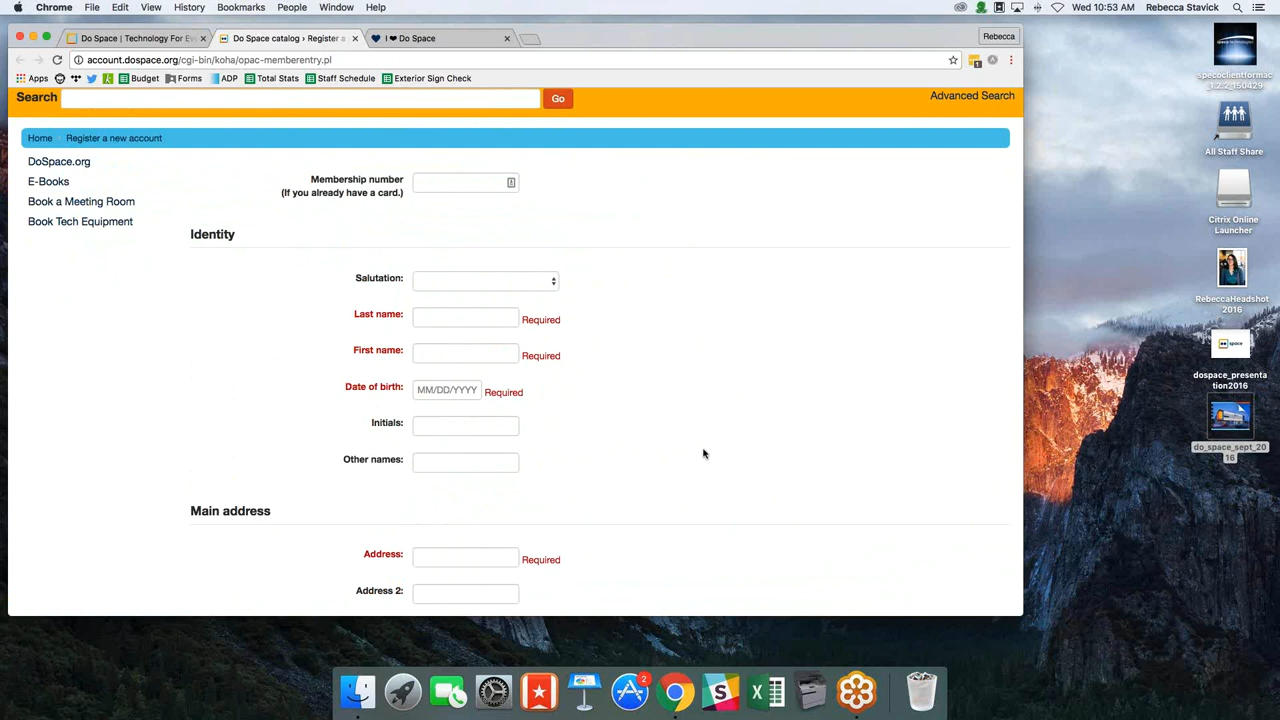 Chrome File Edit View History Bookmarks People Window Help Wed 10:53 AM Rebecca Stavick
Do Space | Technology For Ev Do Space catalog › Register a I ❤ Do Space Rebecca
account.dospace.org/cgi-bin/koha/opac-memberentry.pl
Apps Budget Forms ADP Total Stats Staff Schedule Exterior Sign Check
Search Go Advanced Search
Home Register a new account
DoSpace.org
E-Books
Book a Meeting Room
Book Tech Equipment
Membership number
(If you already have a card.)
Identity
Salutation:
Last name: Required
First name: Required
Date of birth: MM/DD/YYYY Required
Initials:
Other names:
Main address
Address: Required
Address 2:
specoclientformac
_1.2.2_150429
All Staff Share
Citrix Online
Launcher
RebeccaHeadshot
2016
space
dospace_presenta
tion2016
do_space_sept_20
16
2